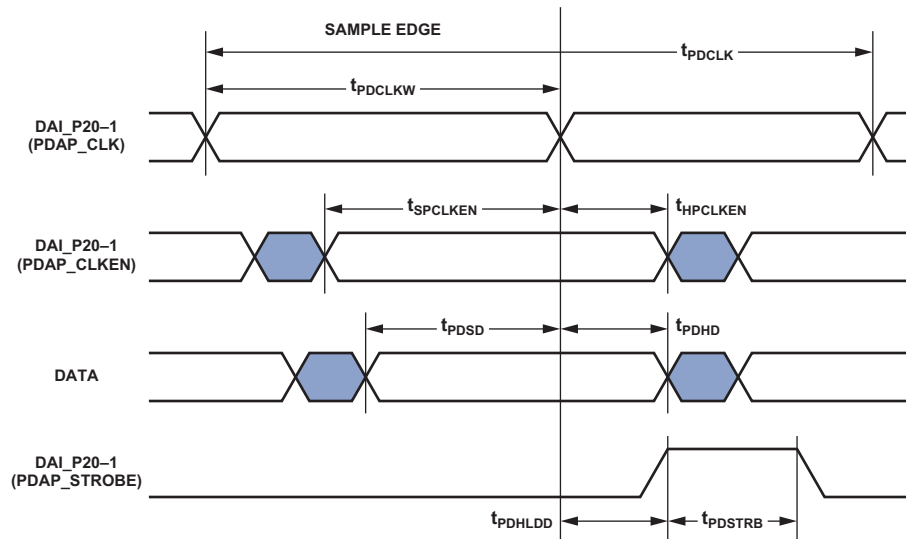 SAMPLE EDGE
tPDCLK
tPDCLKW
DAI_P20–1
(PDAP_CLK)
tSPCLKEN
tHPCLKEN
DAI_P20–1
(PDAP_CLKEN)
tPDSD
tPDHD
DATA
DAI_P20–1
(PDAP_STROBE)
tPDHLDD
tPDSTRB